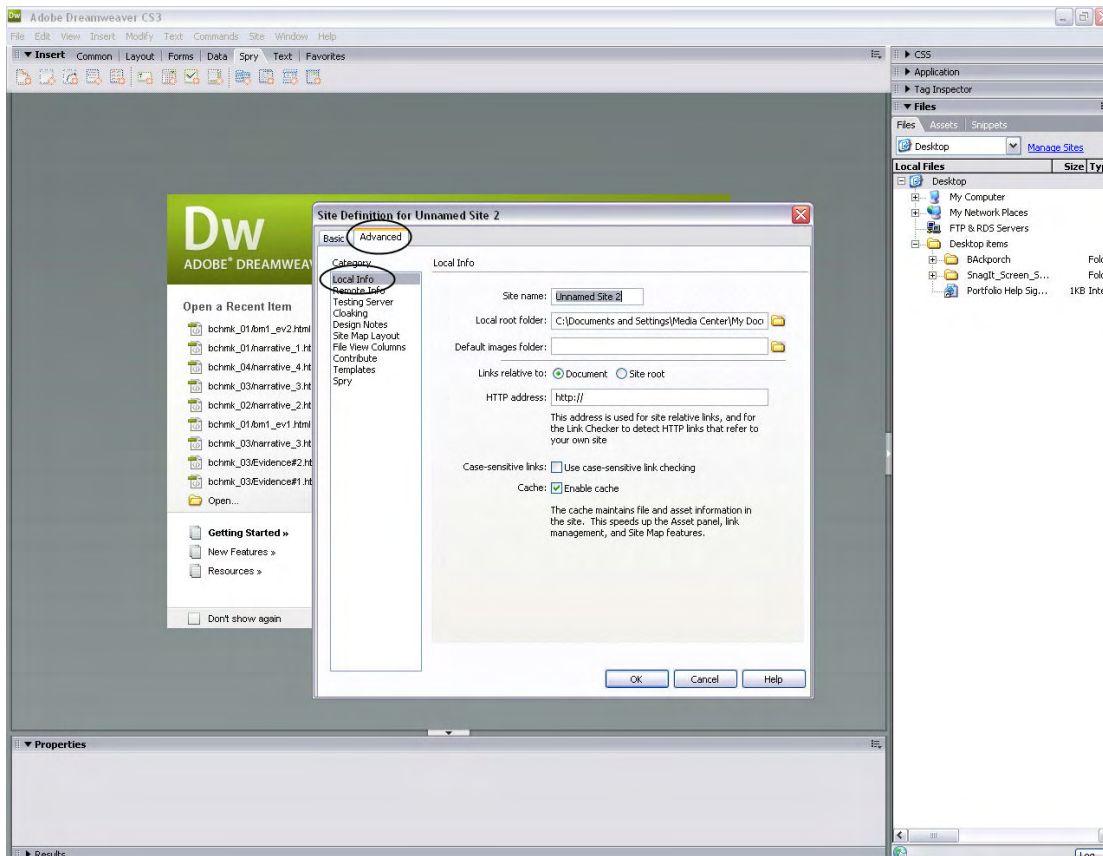 Adobe Dreamweaver CS3
File Edit View Insert Modify Text Commands Site Window Help
Insert Common Layout Forms Data Spry Text Favorites
CSS
Application
Tag Inspector
Files
Files Assets Snippets
Desktop Manage Sites
Local Files Size
Desktop
My Computer
My Network Places
FTP & RDS Servers
Desktop items
BAckporch
SnagIt_Screen_S...
Portfolio Help Sig... 1KB
Dw
ADOBE® DREAMWEA
Open a Recent Item
bchmk_01/bm1_ev2.html
bchmk_01/narrative_1.ht
bchmk_04/narrative_4.ht
bchmk_03/narrative_3.ht
bchmk_02/narrative_2.ht
bchmk_01/bm1_ev1.html
bchmk_03/narrative_3.ht
bchmk_03/Evidence#2.ht
bchmk_03/Evidence#1.ht
Open...
Getting Started »
New Features »
Resources »
Don't show again
Site Definition for Unnamed Site 2
Basic Advanced
Category
Local Info
Remote Info
Testing Server
Cloaking
Design Notes
Site Map Layout
File View Columns
Contribute
Templates
Spry
Local Info
Site name: Unnamed Site 2
Local root folder: C:\Documents and Settings\Media Center\My Doc
Default images folder:
Links relative to: Document Site root
HTTP address: http://
This address is used for site relative links, and for
the Link Checker to detect HTTP links that refer to
your own site
Case-sensitive links: Use case-sensitive link checking
Cache: Enable cache
The cache maintains file and asset information in
the site. This speeds up the Asset panel, link
management, and Site Map features.
OK Cancel Help
Properties
Results